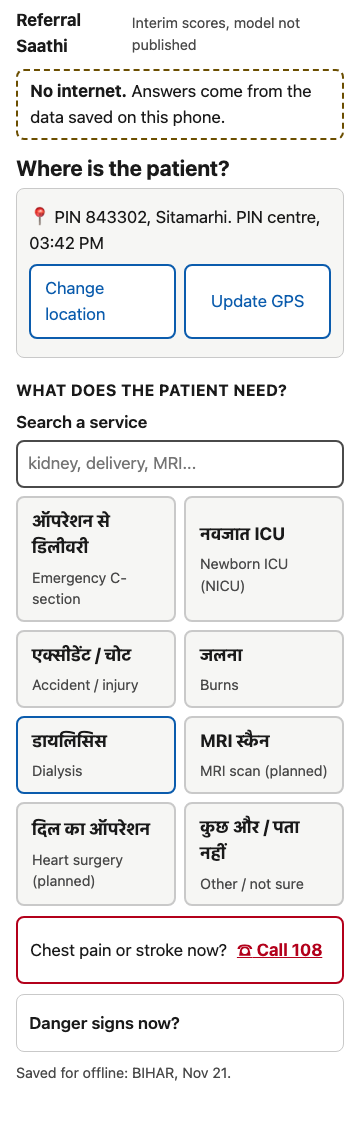 Referral
Saathi
Interim scores, model not
published
No internet. Answers come from the
data saved on this phone.
Where is the patient?
📍 PIN 843302, Sitamarhi. PIN centre,
03:42 PM
Change
location
Update GPS
WHAT DOES THE PATIENT NEED?
Search a service
kidney, delivery, MRI...
ऑपरेशन से
डिलीवरी
Emergency C-
section
नवजात ICU
Newborn ICU
(NICU)
एक्सीडेंट / चोट
Accident / injury
जलना
Burns
डायलिसिस
Dialysis
MRI स्कैन
MRI scan (planned)
दिल का ऑपरेशन
Heart surgery
(planned)
कुछ और / पता
नहीं
Other / not sure
Chest pain or stroke now? ☎ Call 108
Danger signs now?
Saved for offline: BIHAR, Nov 21.